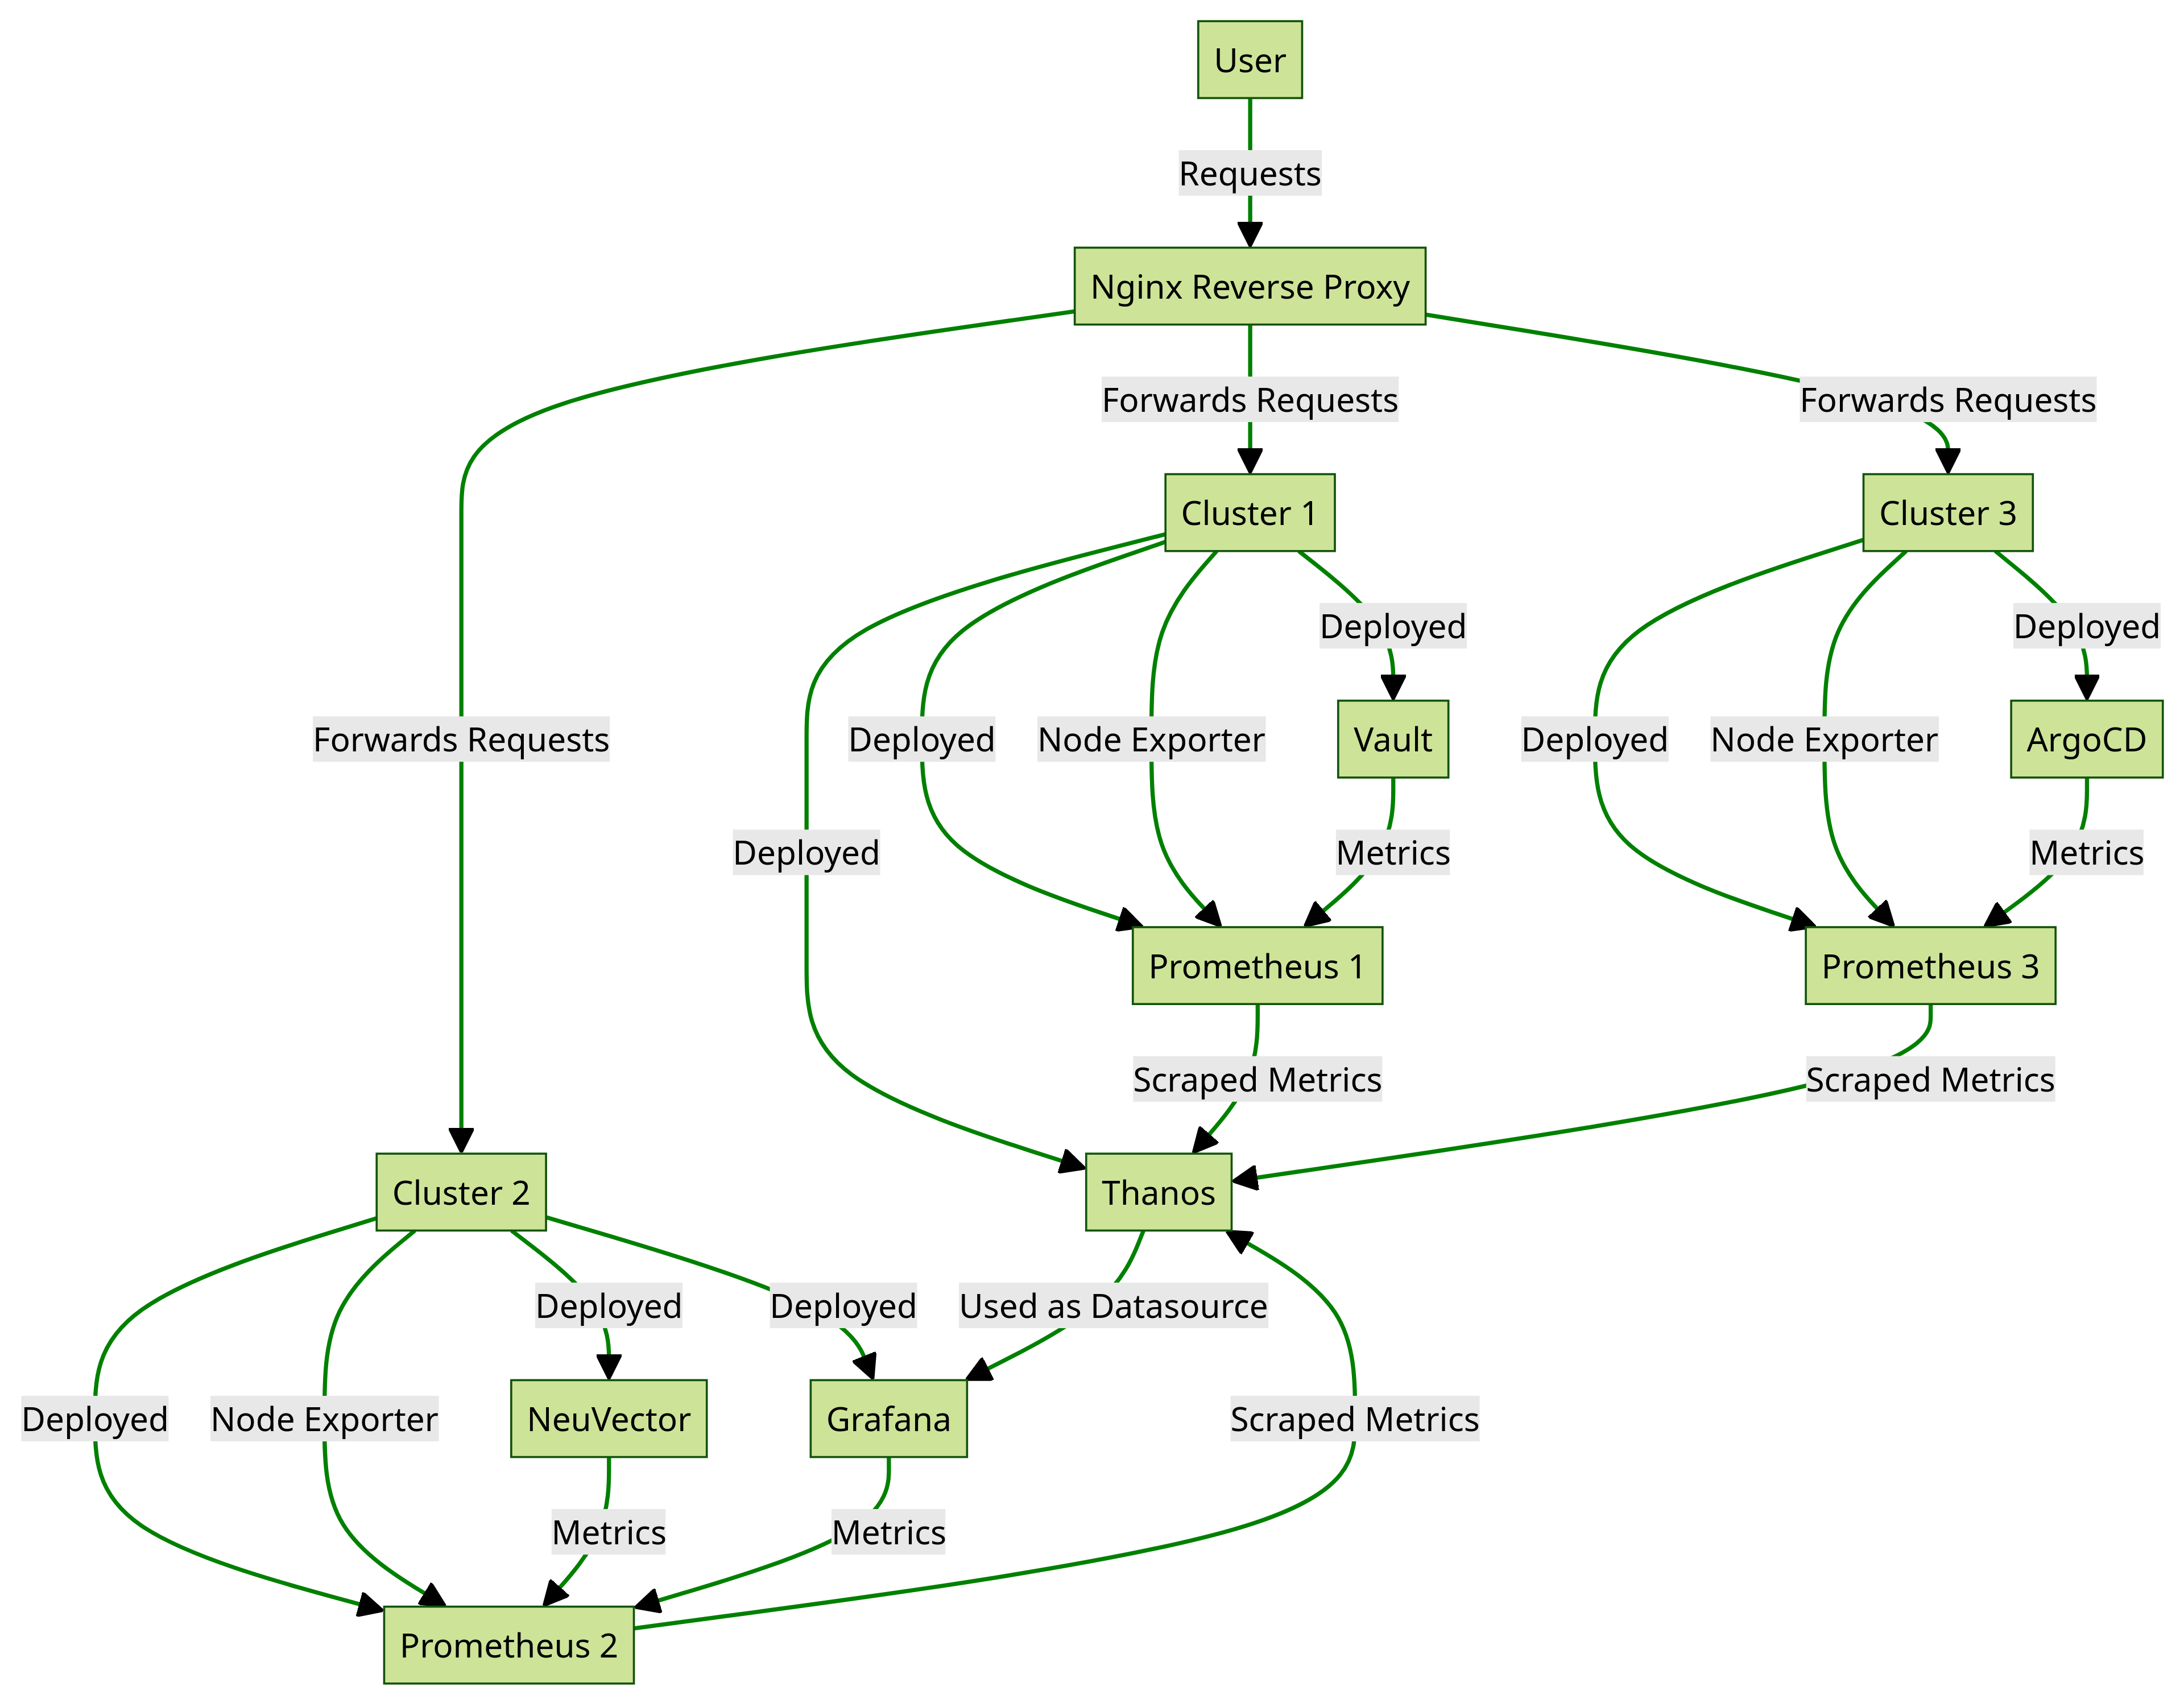 User
Requests
Nginx Reverse Proxy
Forwards Requests
Forwards Requests
Cluster 1
Cluster 3
Deployed
Deployed
Forwards Requests
Deployed
Node Exporter
Vault
Deployed
Node Exporter
ArgoCD
Deployed
Metrics
Metrics
Prometheus 1
Prometheus 3
Scraped Metrics
Scraped Metrics
Cluster 2
Thanos
Deployed
Deployed
Used as Datasource
Deployed
Node Exporter
NeuVector
Grafana
Scraped Metrics
Metrics
Metrics
Prometheus 2